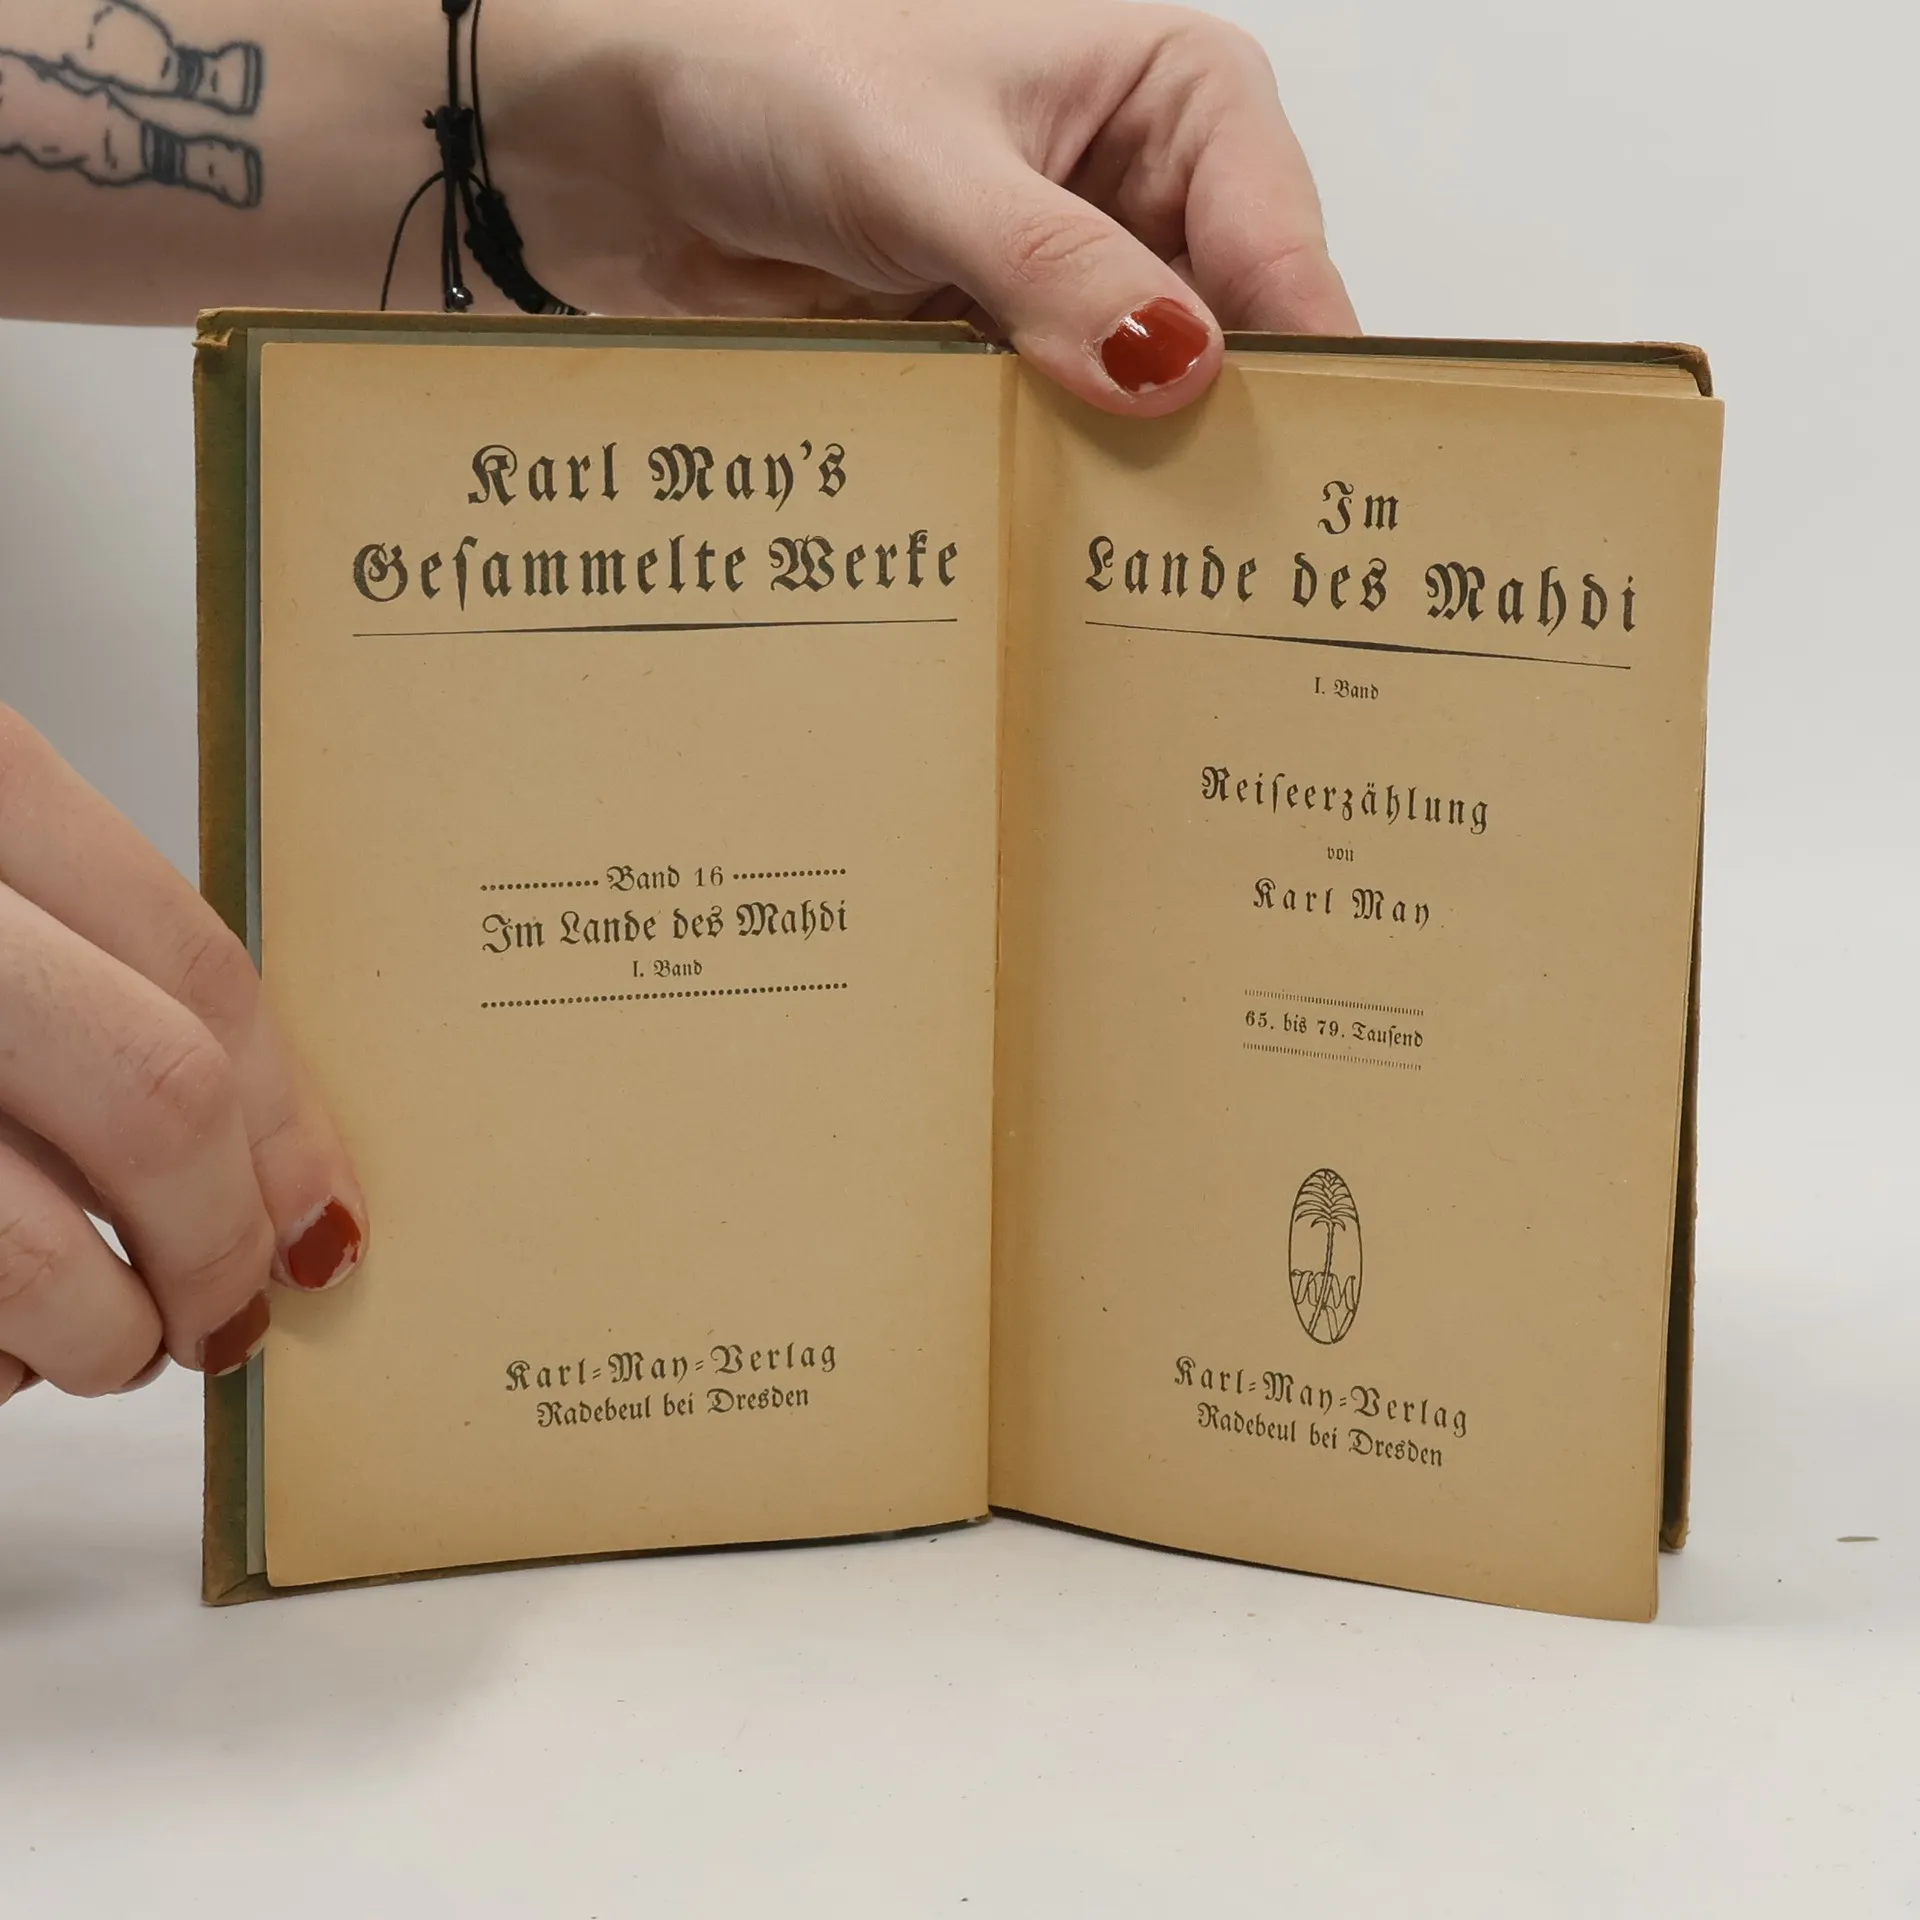 Karl May's
Gesammelte Werke
Band 16
Im Lande des Mahdi
I. Band
Karl-May-Verlag
Radebeul bei Dresden
Im
Lande des Mahdi
I. Band
Reiseerzählung
von
Karl May
65. bis 79. Tausend
KMV
Karl-May-Verlag
Radebeul bei Dresden